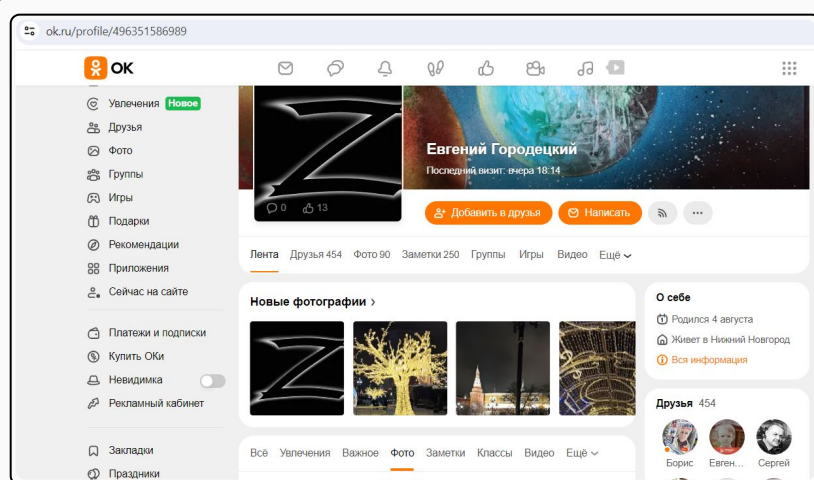 ok.ru/profile/496351586989
ОК
Увлечения Новое
Друзья
Фото
Группы
Игры
Подарки
Рекомендации
Приложения
Сейчас на сайте
Платежи и подписки
Купить ОКи
Невидимка
Рекламный кабинет
Закладки
Праздники
Евгений Городецкий
Последний визит: вчера 18:14
0 13
Добавить в друзья Написать
Лента Друзья 454 Фото 90 Заметки 250 Группы Игры Видео Ещё
Новые фотографии
Всё Увлечения Важное Фото Заметки Классы Видео Ещё
О себе
Родился 4 августа
Живет в Нижний Новгород
Вся информация
Друзья 454
Борис Евген... Сергей